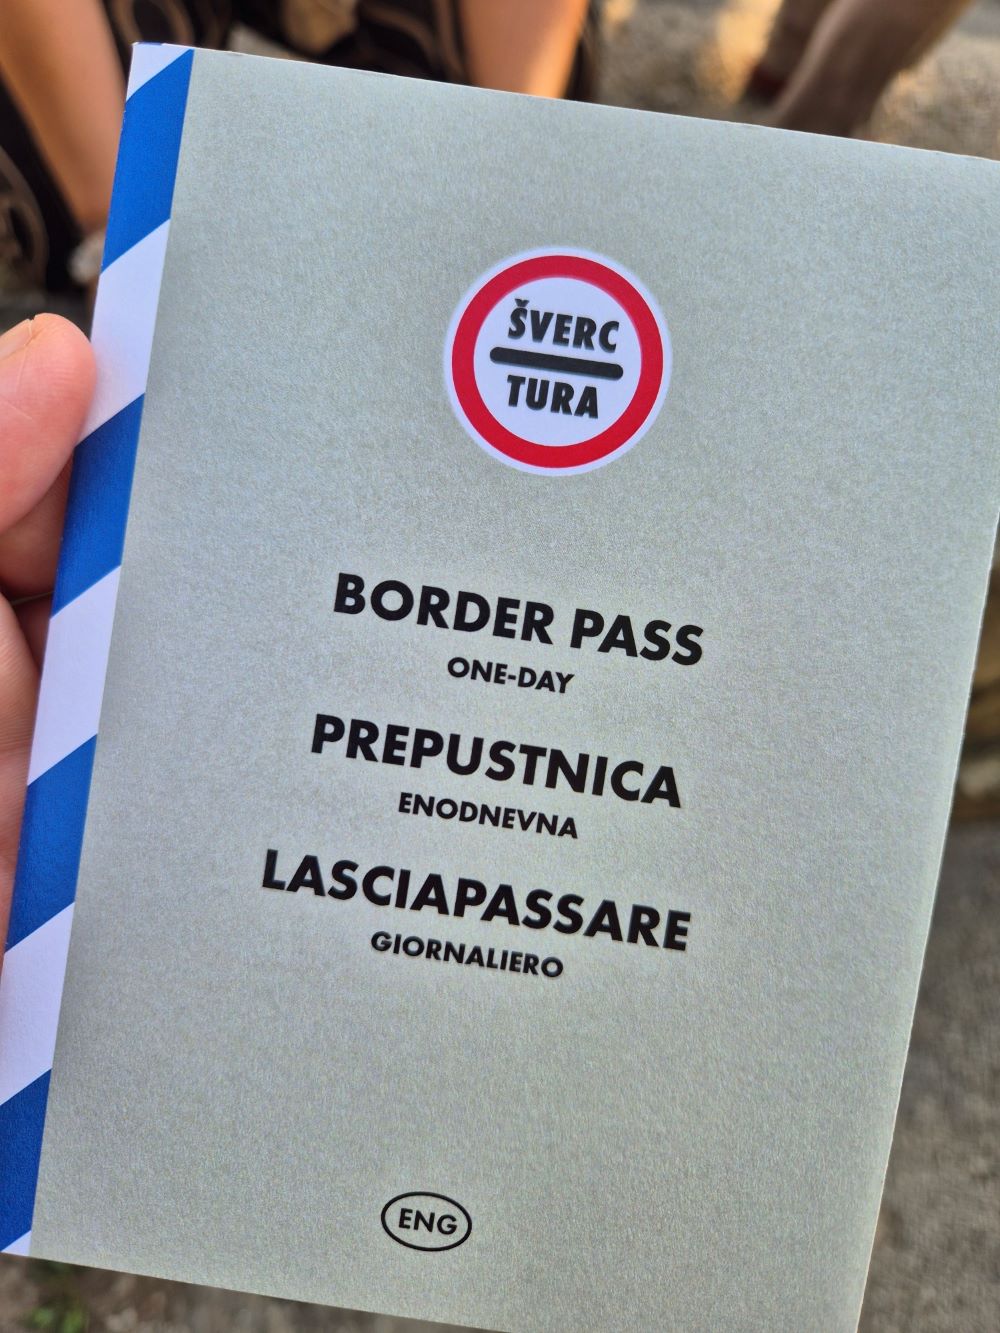 ŠVERC
TURA
BORDER PASS
ONE-DAY
PREPUSTNICA
ENODNEVNA
LASCIAPASSARE
GIORNALIERO
ENG